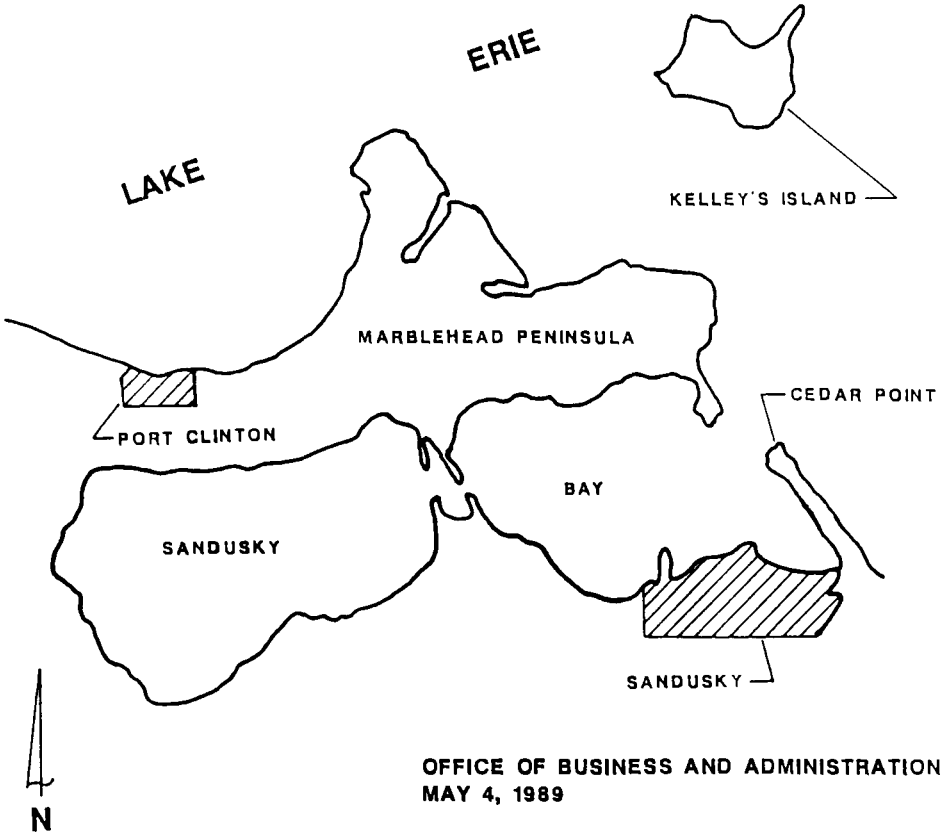 ERIE
LAKE
KELLEY'S ISLAND
MARBLEHEAD PENINSULA
CEDAR POINT
PORT CLINTON
BAY
SANDUSKY
SANDUSKY
OFFICE OF BUSINESS AND ADMINISTRATION
MAY 4, 1989
N